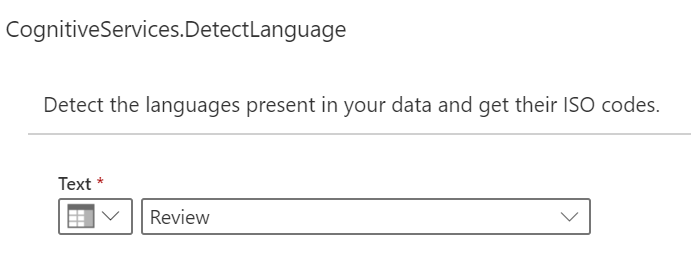 CognitiveServices.DetectLanguage
Detect the languages present in your data and get their ISO codes.
Text *
Review